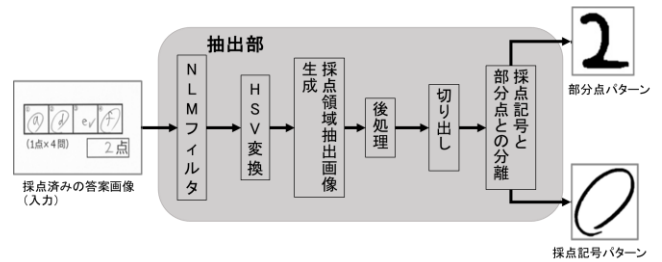 抽出部
NLMフィルタ
HSV変換
採点領域抽出画像
生成
後処理
切り出し
採点記号と
部分点との分離
2
部分点パターン
a d ev f
(1点×4問)
2点
採点済みの答案画像
(入力)
採点記号パターン